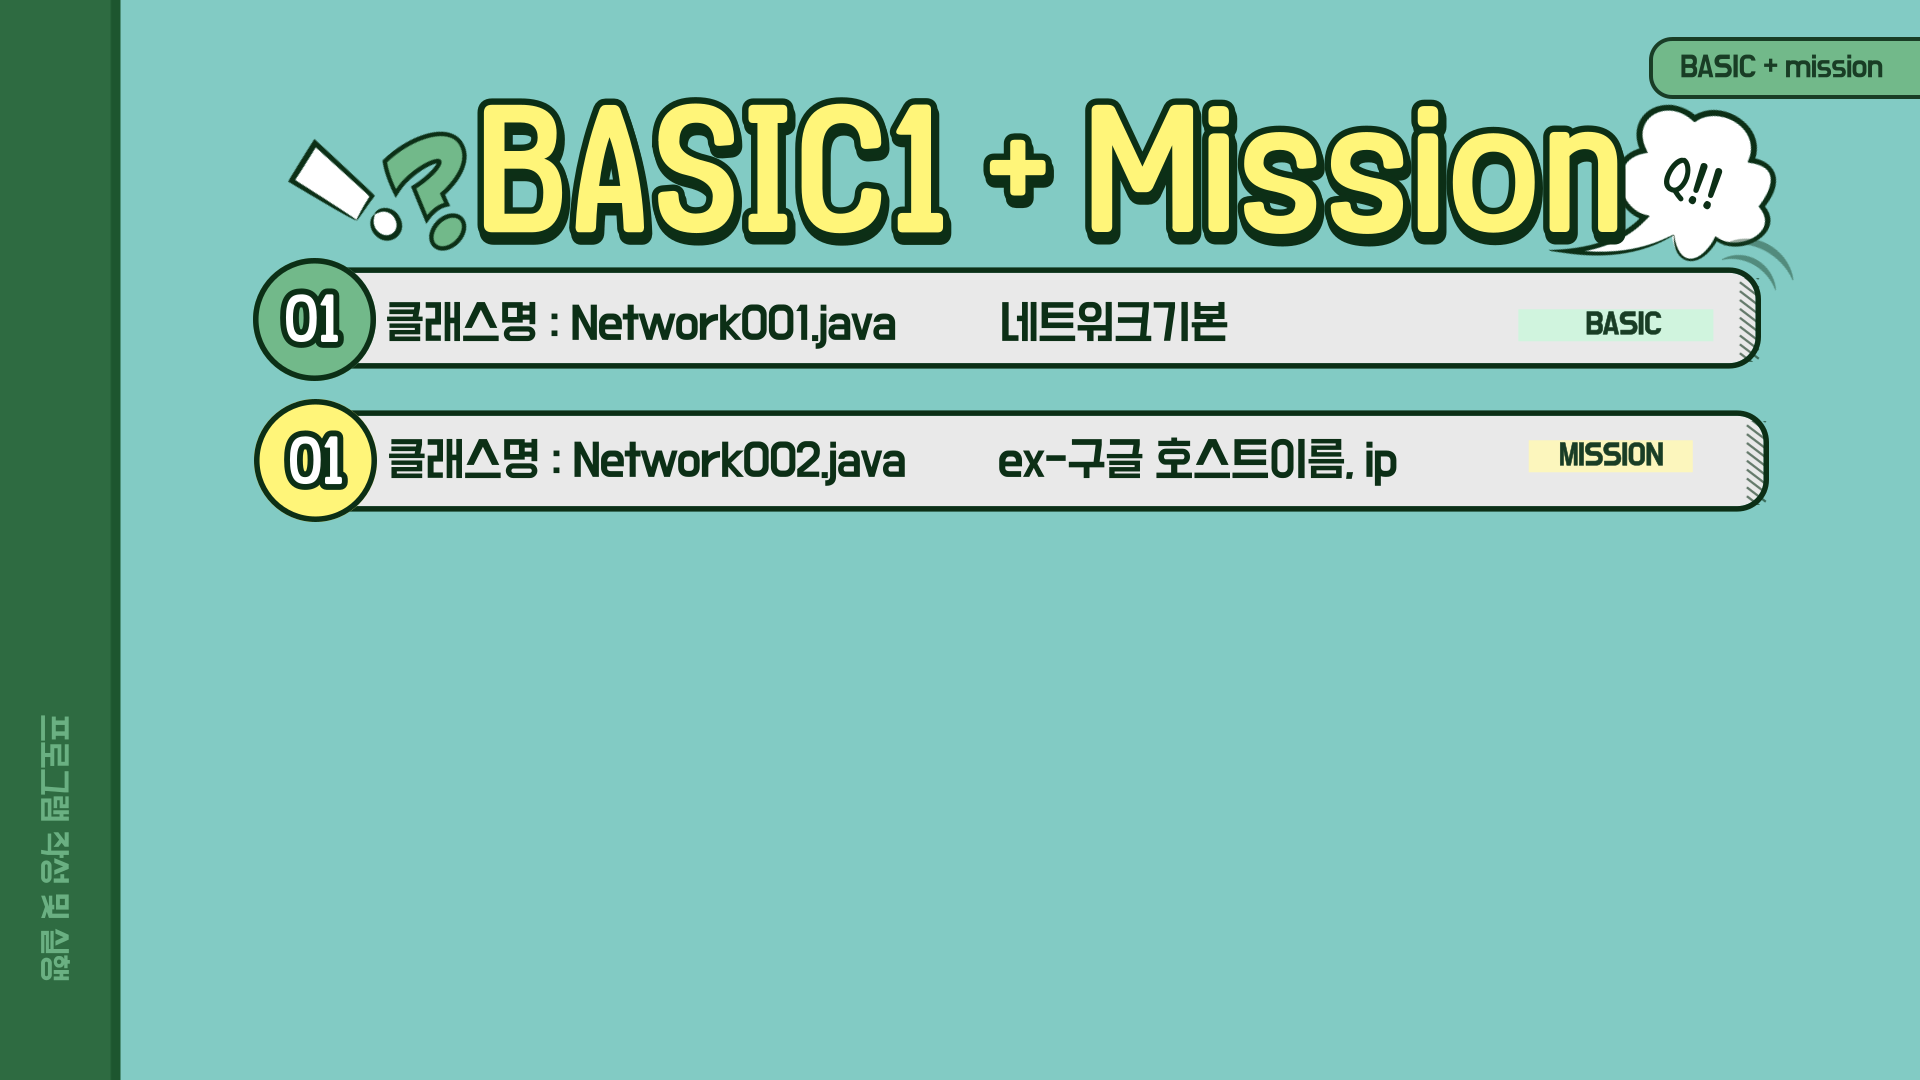 BASIC + mission
!?
BASIC1 + Mission
Q!!
01
클래스명 : Network001.java
네트워크기본
BASIC
01
클래스명 : Network002.java
ex-구글 호스트이름, ip
MISSION
프로그램 작성 및 실행